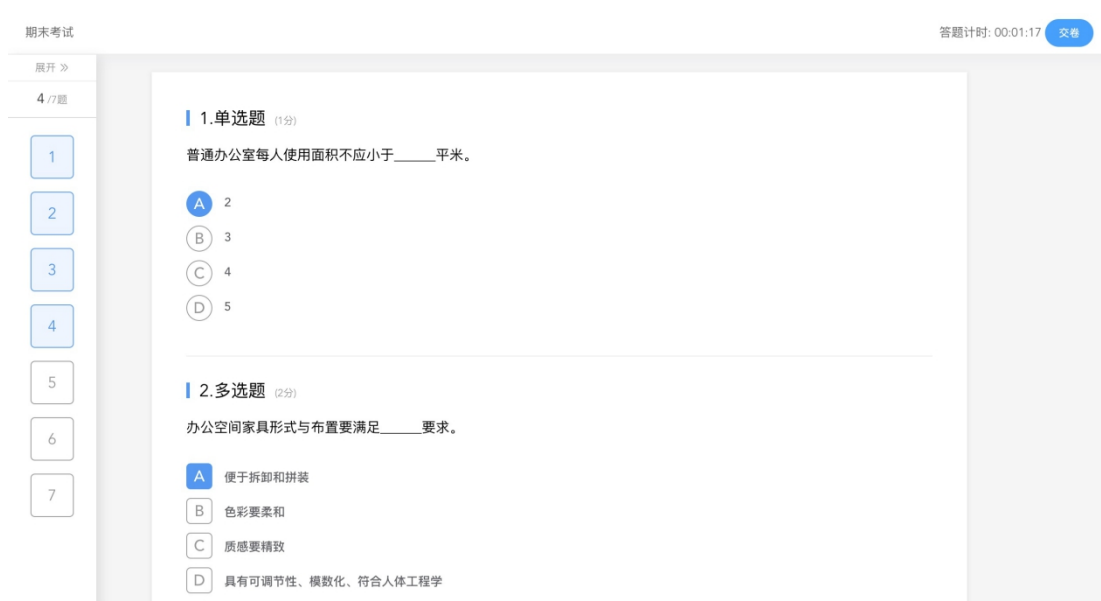 期末考试
答题计时: 00:01:17 交卷
展开 »
4 /7题
1
2
3
4
5
6
7
1.单选题 (1分)
普通办公室每人使用面积不应小于______平米。
A 2
B 3
C 4
D 5
2.多选题 (2分)
办公空间家具形式与布置要满足______要求。
A 便于拆卸和拼装
B 色彩要柔和
C 质感要精致
D 具有可调节性、模数化、符合人体工程学